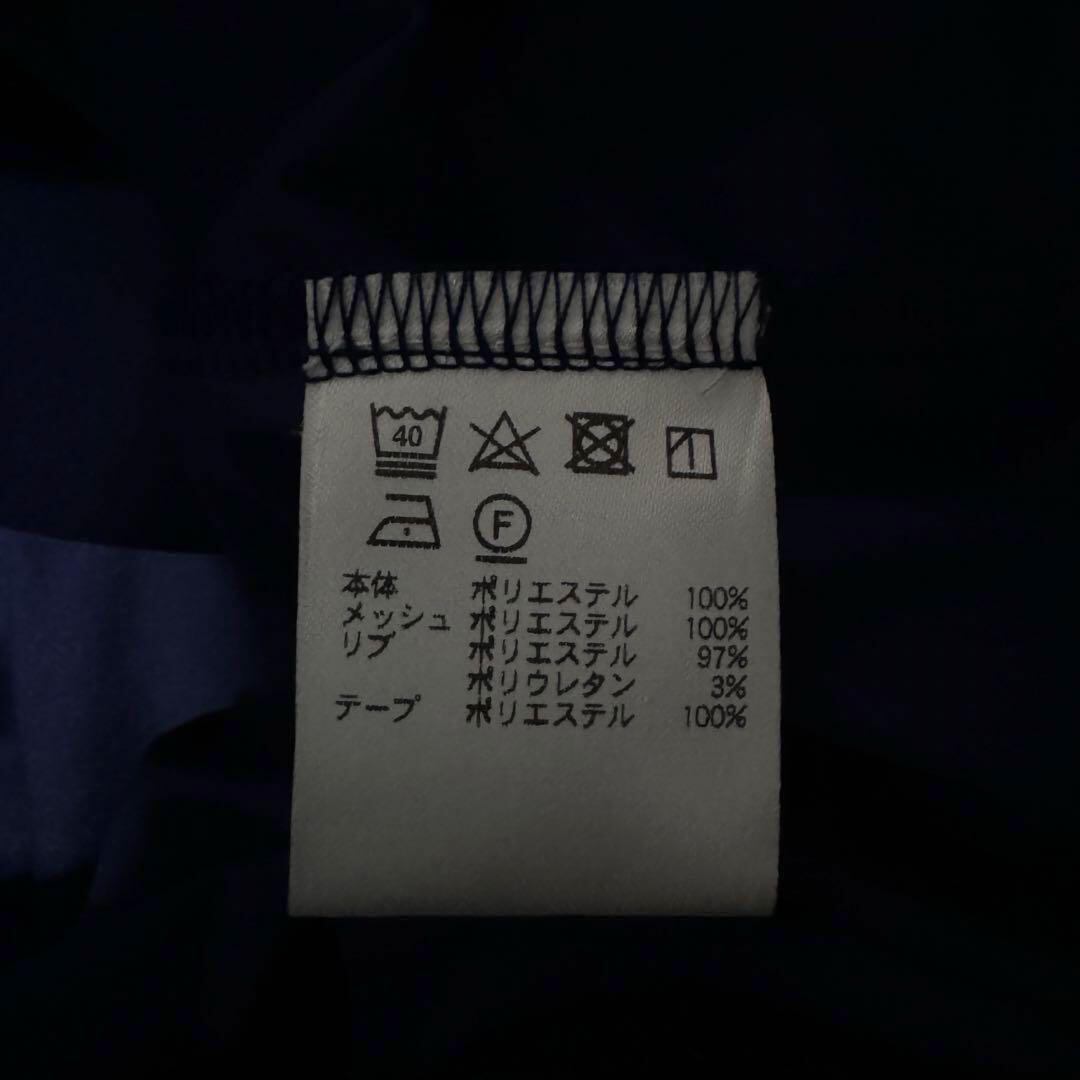 40
F
本体 ポリエステル 100%
メッシュ ポリエステル 100%
リブ ポリエステル 97%
ポリウレタン 3%
テープ ポリエステル 100%